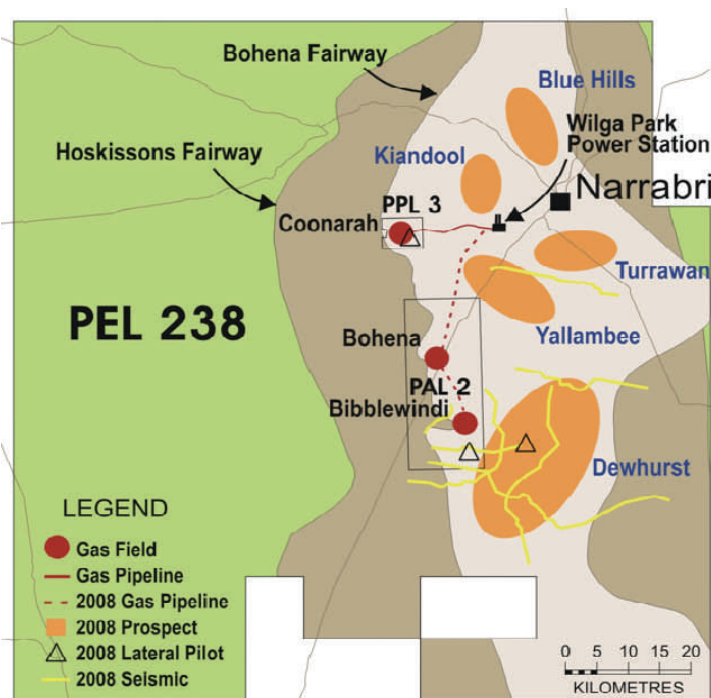 Bohena Fairway
Blue Hills
Hoskissons Fairway
Kiandool
Wilga Park
Power Station
PPL 3
Narrabri
Coonarah
Turrawan
PEL 238
Bohena
Yallambee
PAL 2
Bibblewindi
Dewhurst
LEGEND
Gas Field
Gas Pipeline
2008 Gas Pipeline
2008 Prospect
2008 Lateral Pilot
2008 Seismic
0 5 10 15 20
KILOMETRES